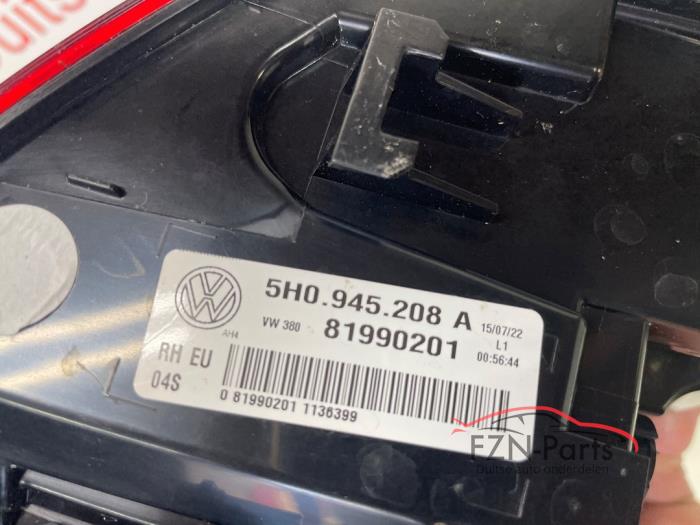 5H0.945.208 A
15/07/22
VW 380
81990201
L1
00:56:44
AH4
RH EU
04S
0 81990201 1136399
EZN-Parts
Duitse auto onderdelen